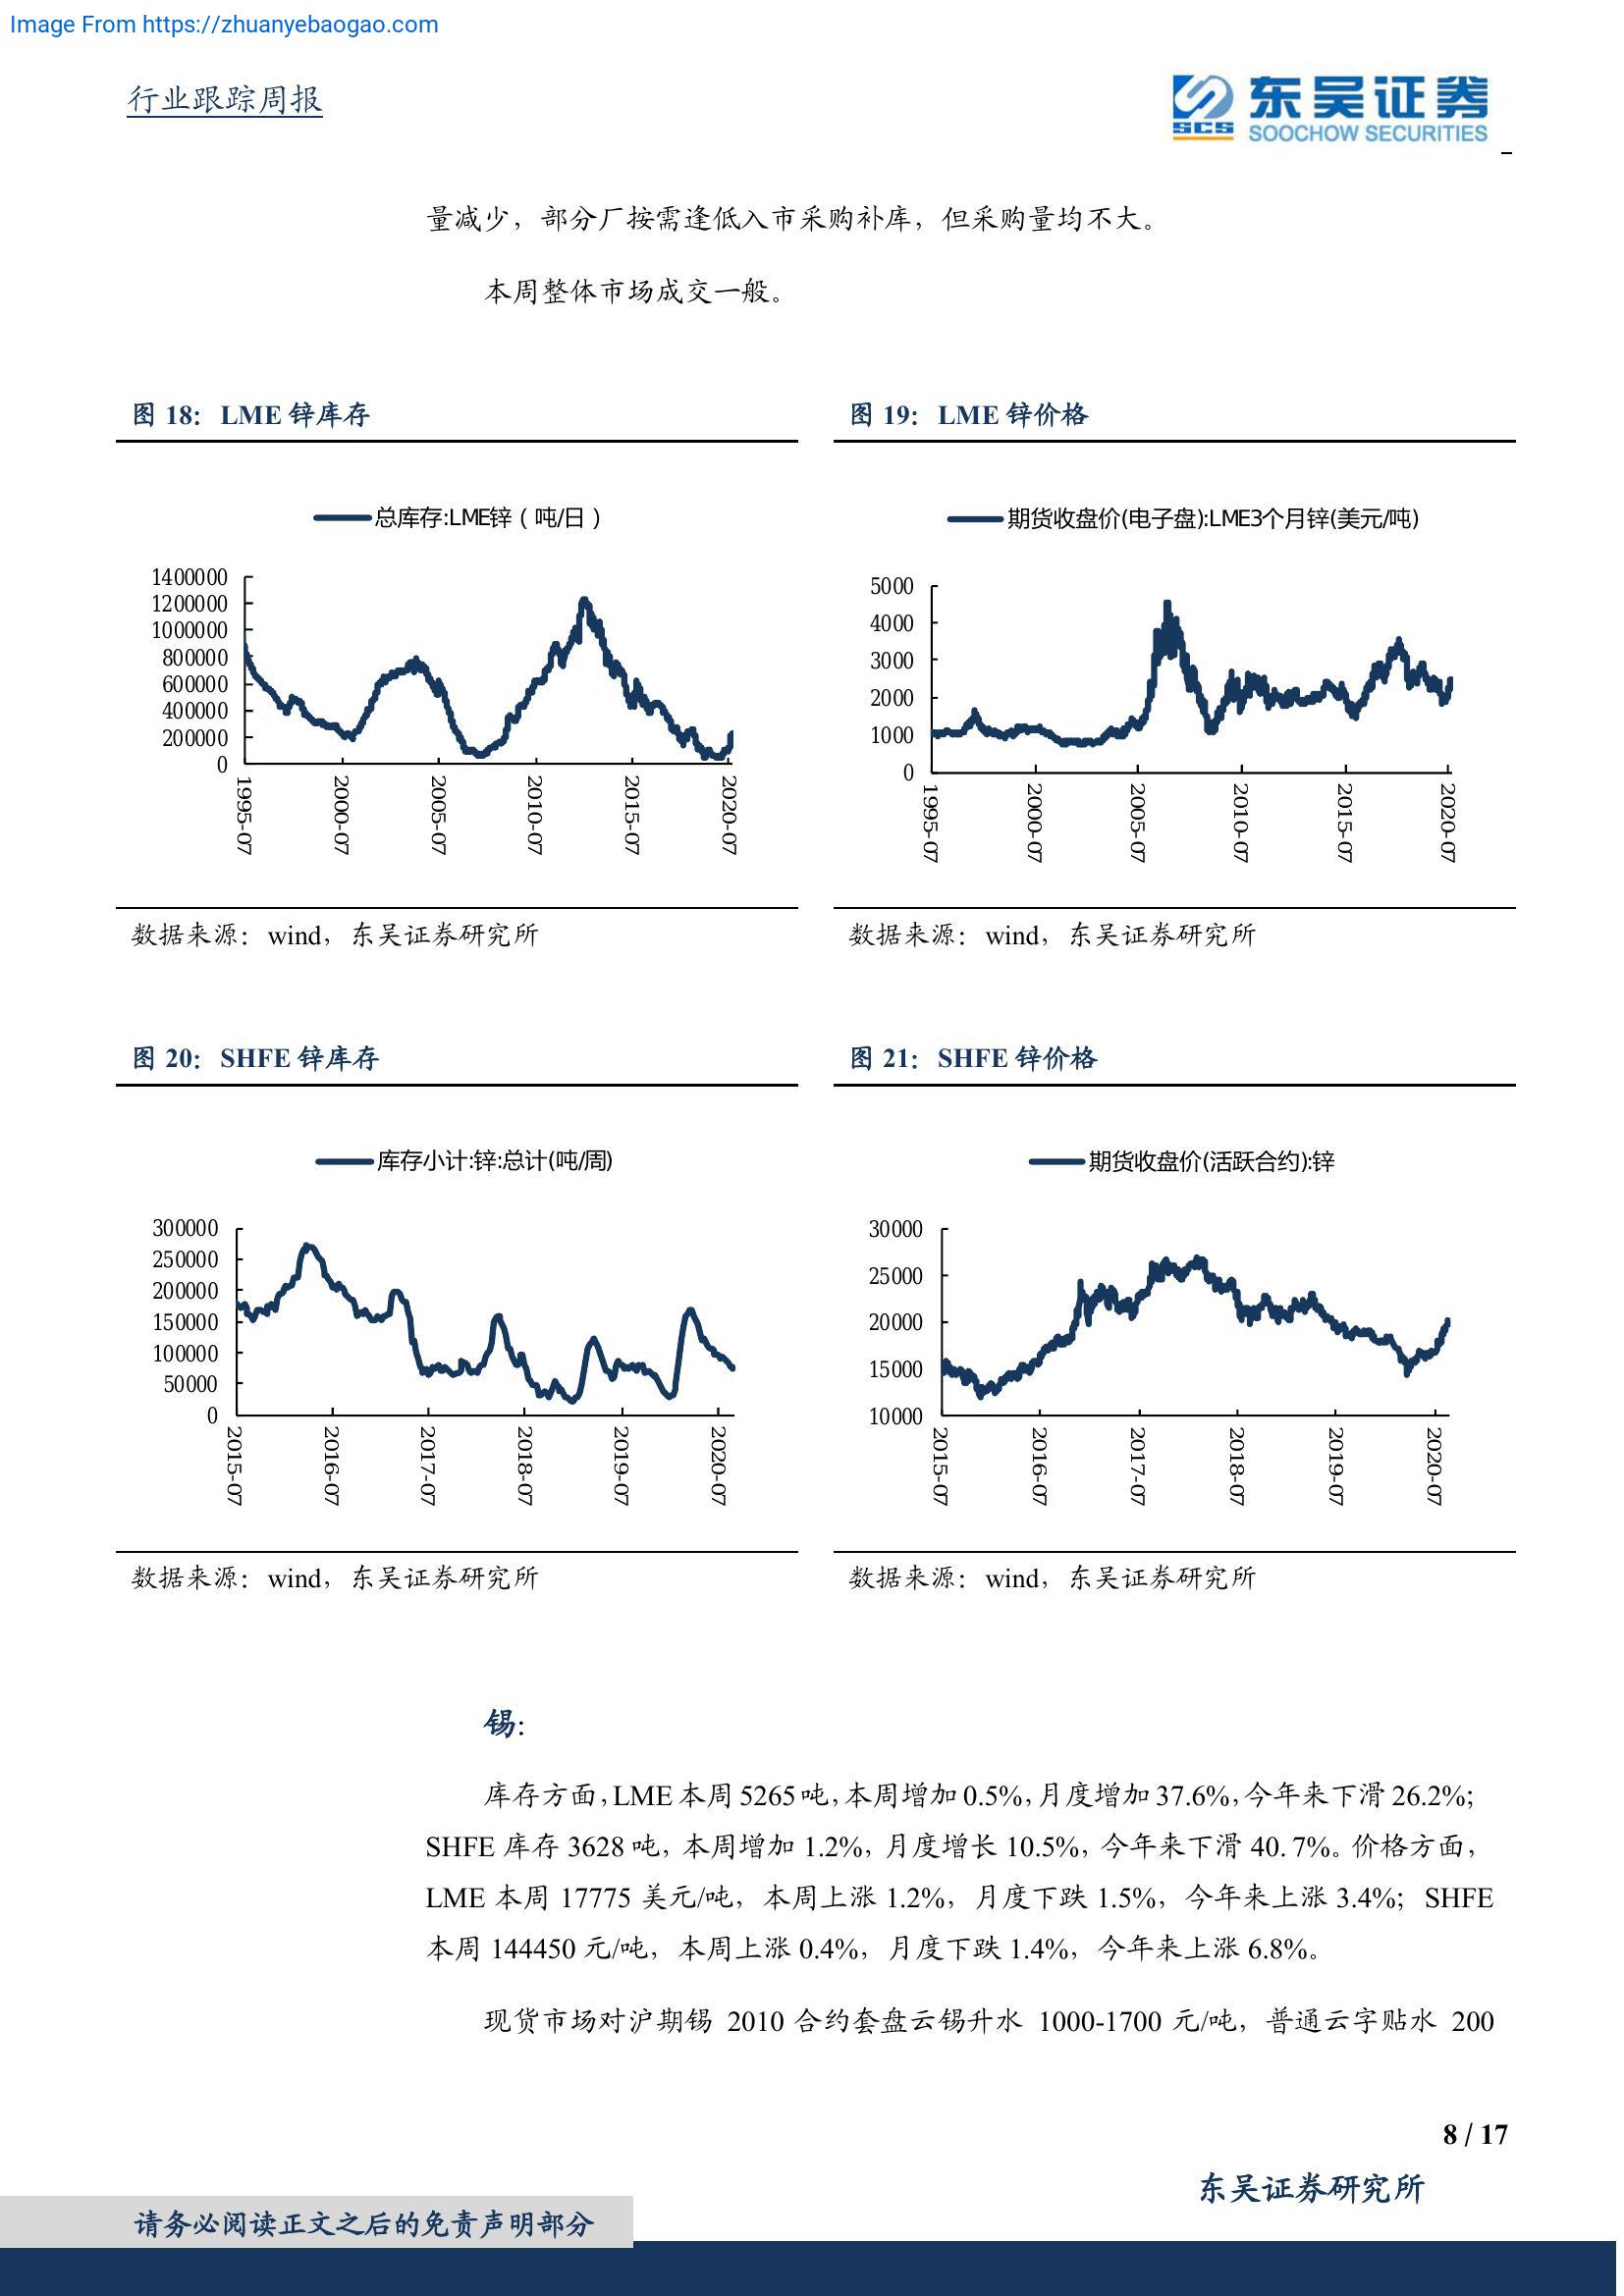 Image From https://zhuanyebaogao.com
行业跟踪周报
SCS
东吴证券
SOOCHOW SECURITIES
量减少，部分厂按需逢低入市采购补库，但采购量均不大。
本周整体市场成交一般。
图 18： LME 锌库存
图 19： LME 锌价格
总库存:LME锌（吨/日）
1400000
1200000
1000000
800000
600000
400000
200000
0
1995-07
2000-07
2005-07
2010-07
2015-07
2020-07
期货收盘价(电子盘):LME3个月锌(美元/吨)
5000
4000
3000
2000
1000
0
1995-07
2000-07
2005-07
2010-07
2015-07
2020-07
数据来源：wind，东吴证券研究所
数据来源：wind，东吴证券研究所
图 20： SHFE 锌库存
图 21： SHFE 锌价格
库存小计:锌:总计(吨/周)
300000
250000
200000
150000
100000
50000
0
2015-07
2016-07
2017-07
2018-07
2019-07
2020-07
期货收盘价(活跃合约):锌
30000
25000
20000
15000
10000
2015-07
2016-07
2017-07
2018-07
2019-07
2020-07
数据来源：wind，东吴证券研究所
数据来源：wind，东吴证券研究所
锡：
库存方面，LME 本周 5265 吨，本周增加 0.5%，月度增加 37.6%，今年来下滑 26.2%；
SHFE 库存 3628 吨，本周增加 1.2%，月度增长 10.5%，今年来下滑 40. 7%。价格方面，
LME 本周 17775 美元/吨，本周上涨 1.2%，月度下跌 1.5%，今年来上涨 3.4%；SHFE
本周 144450 元/吨，本周上涨 0.4%，月度下跌 1.4%，今年来上涨 6.8%。
现货市场对沪期锡 2010 合约套盘云锡升水 1000-1700 元/吨，普通云字贴水 200
8 / 17
东吴证券研究所
请务必阅读正文之后的免责声明部分